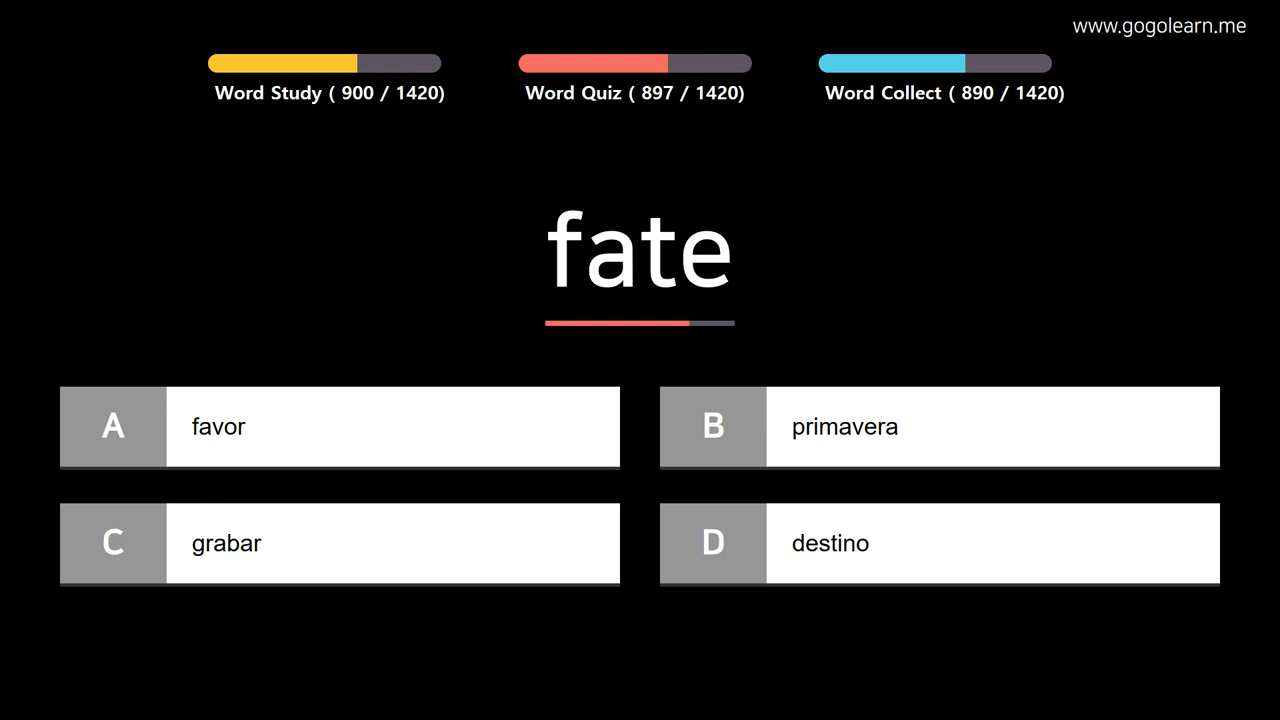 www.gogolearn.me
Word Study ( 900 / 1420)
Word Quiz ( 897 / 1420)
Word Collect ( 890 / 1420)
fate
A favor
B primavera
C grabar
D destino